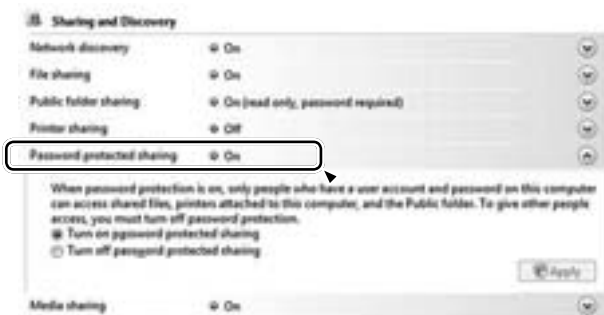 Sharing and Discovery
Network discovery On
File sharing On
Public folder sharing On (read only, password required)
Printer sharing Off
Password protected sharing On
When password protection is on, only people who have a user account and password on this computer
can access shared files, printers attached to this computer, and the Public folder. To give other people
access, you must turn off password protection.
Turn on password protected sharing
Turn off password protected sharing
Apply
Media sharing On